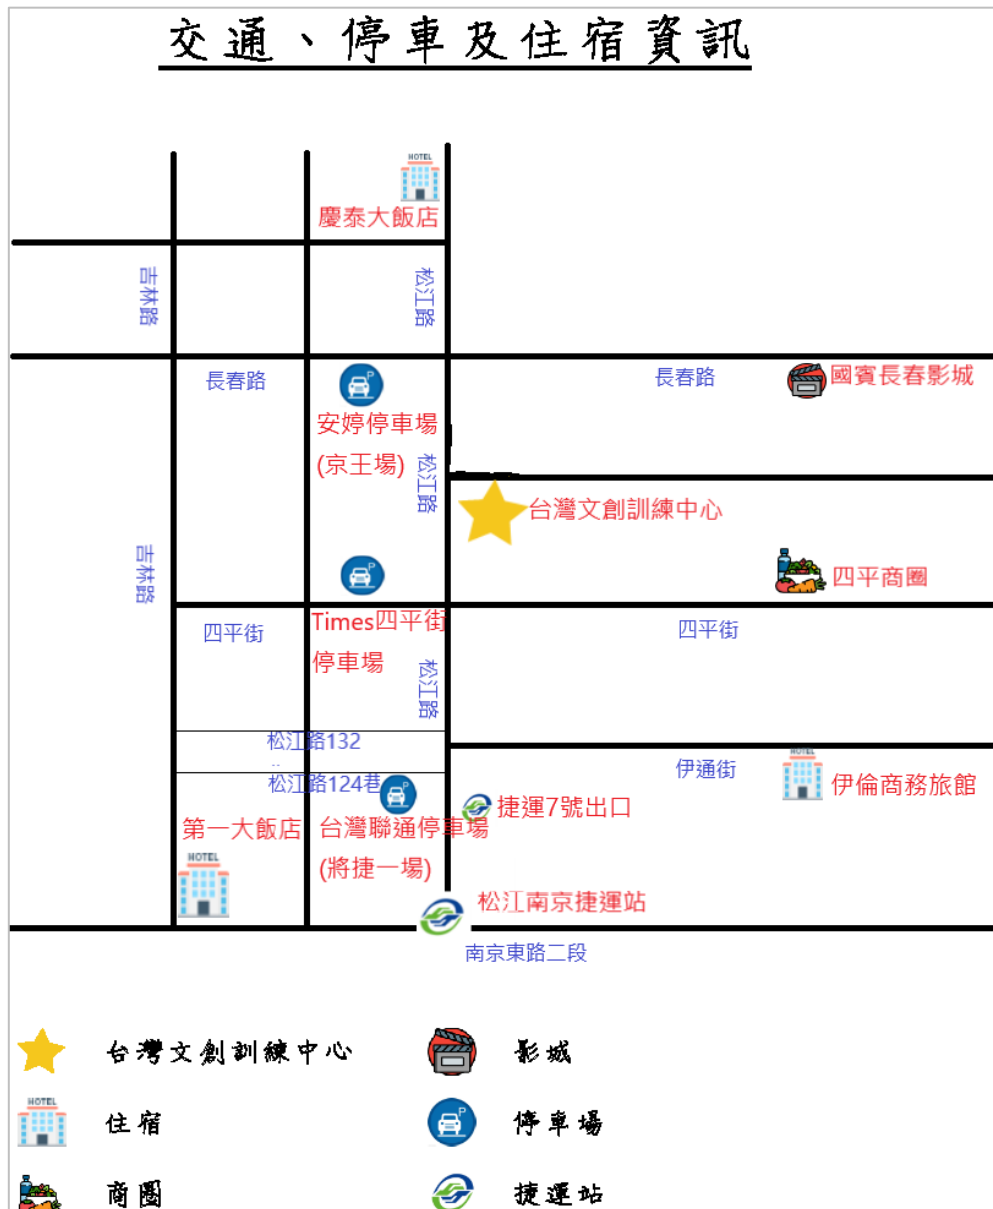 交通、停車及住宿資訊
HOTEL
慶泰大飯店
吉林路
松江路
長春路
長春路
國賓長春影城
安婷停車場
(京王場)
松江路
台灣文創訓練中心
吉林路
四平商圈
Times四平街
停車場
四平街
四平街
松江路
松江路132
松江路124巷
伊通街
HOTEL
伊倫商務旅館
捷運7號出口
第一大飯店
台灣聯通停車場
(將捷一場)
HOTEL
松江南京捷運站
南京東路二段
台灣文創訓練中心
影城
HOTEL
住宿
停車場
商圈
捷運站